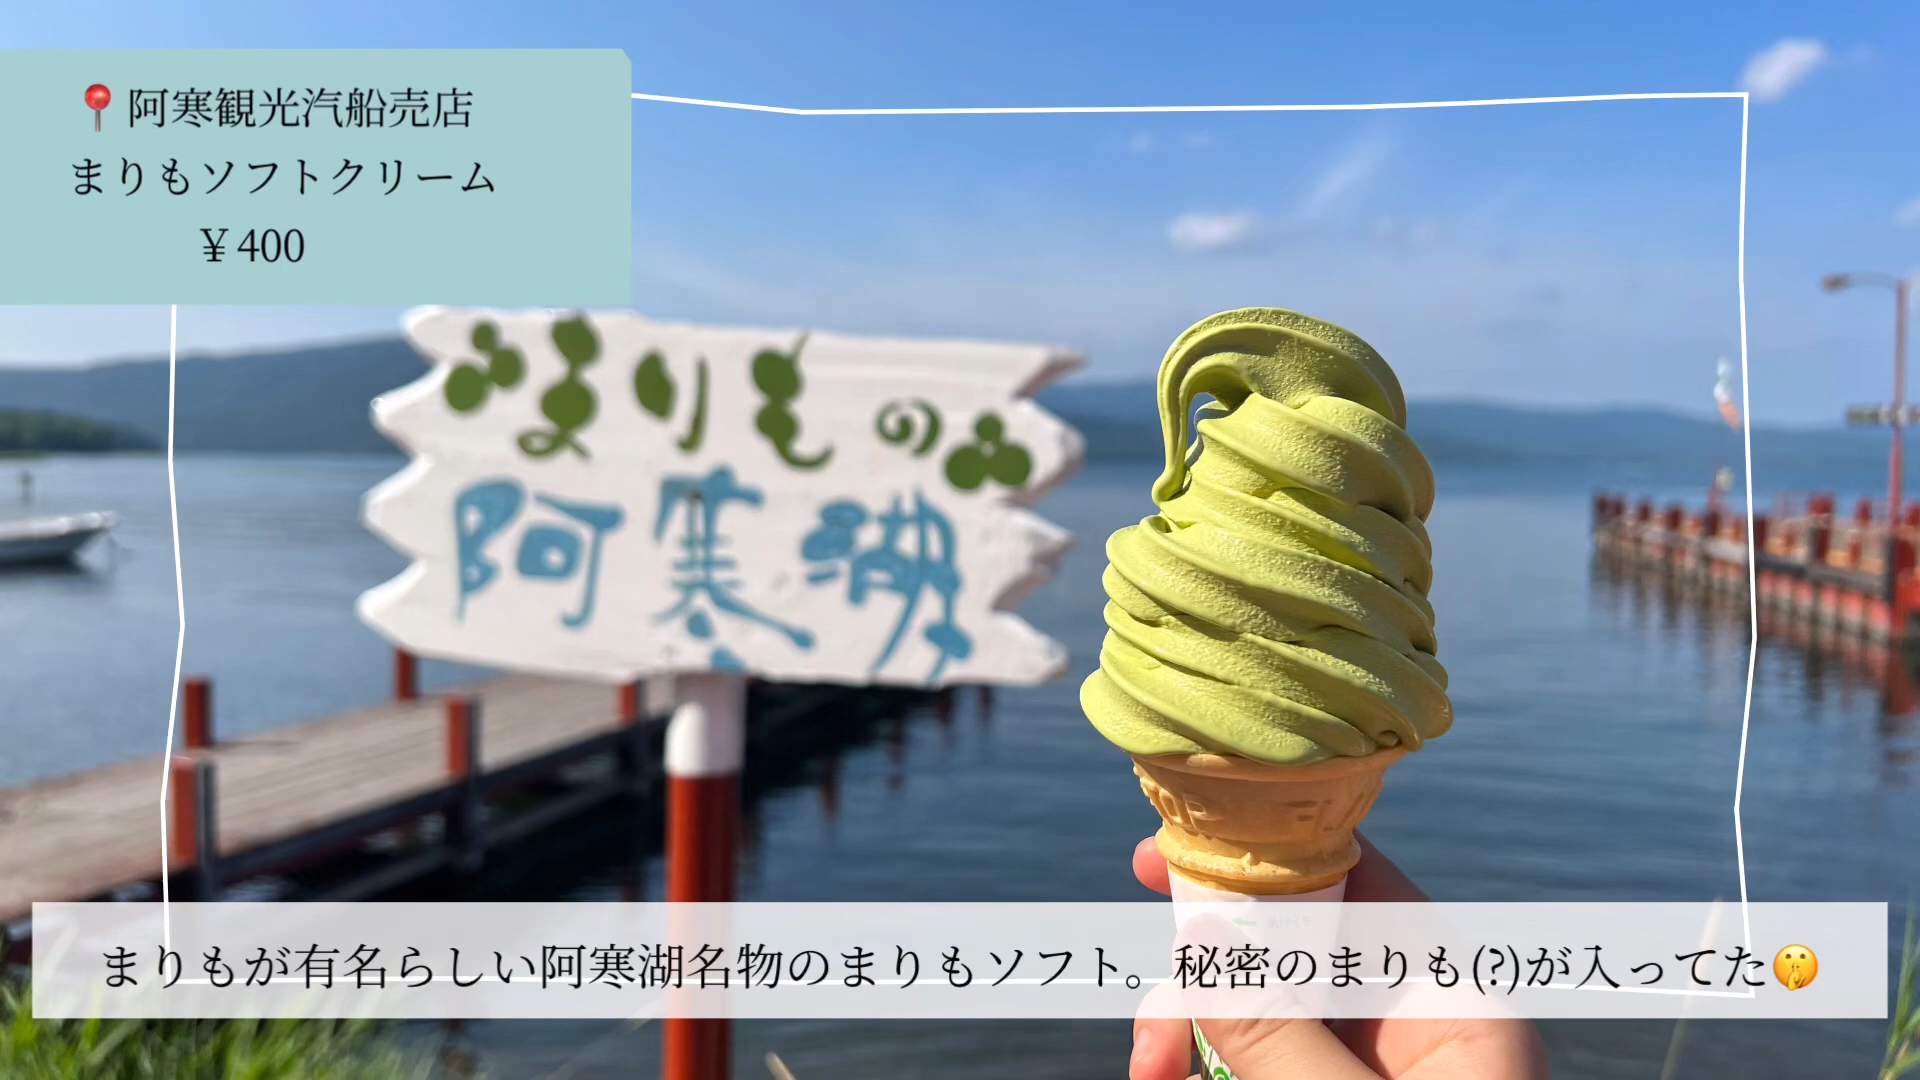 📍阿寒観光汽船売店
まりもソフトクリーム
￥400
まりもの
阿寒湖
まりもが有名らしい阿寒湖名物のまりもソフト。秘密のまりも(?)が入ってた🤫